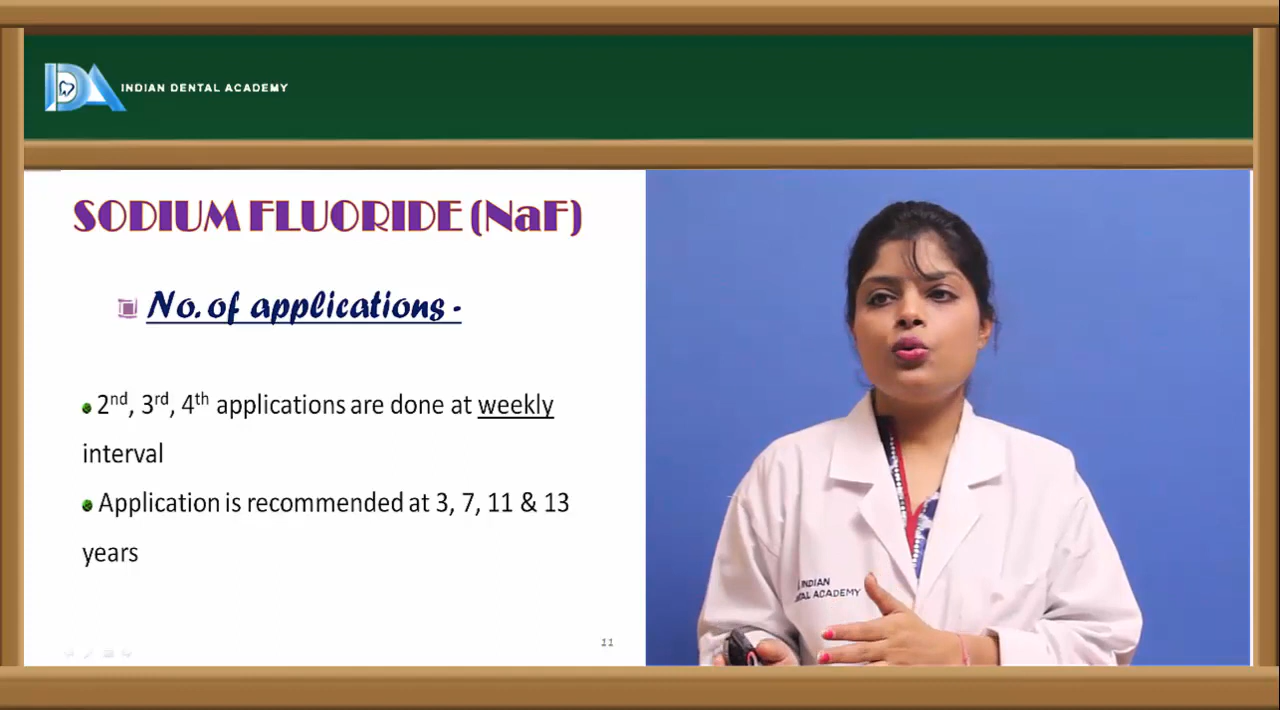 INDIAN DENTAL ACADEMY
SODIUM FLUORIDE (NaF)
No. of applications -
2nd, 3rd, 4th applications are done at weekly
interval
Application is recommended at 3, 7, 11 & 13
years
11
INDIAN
ACADEMY